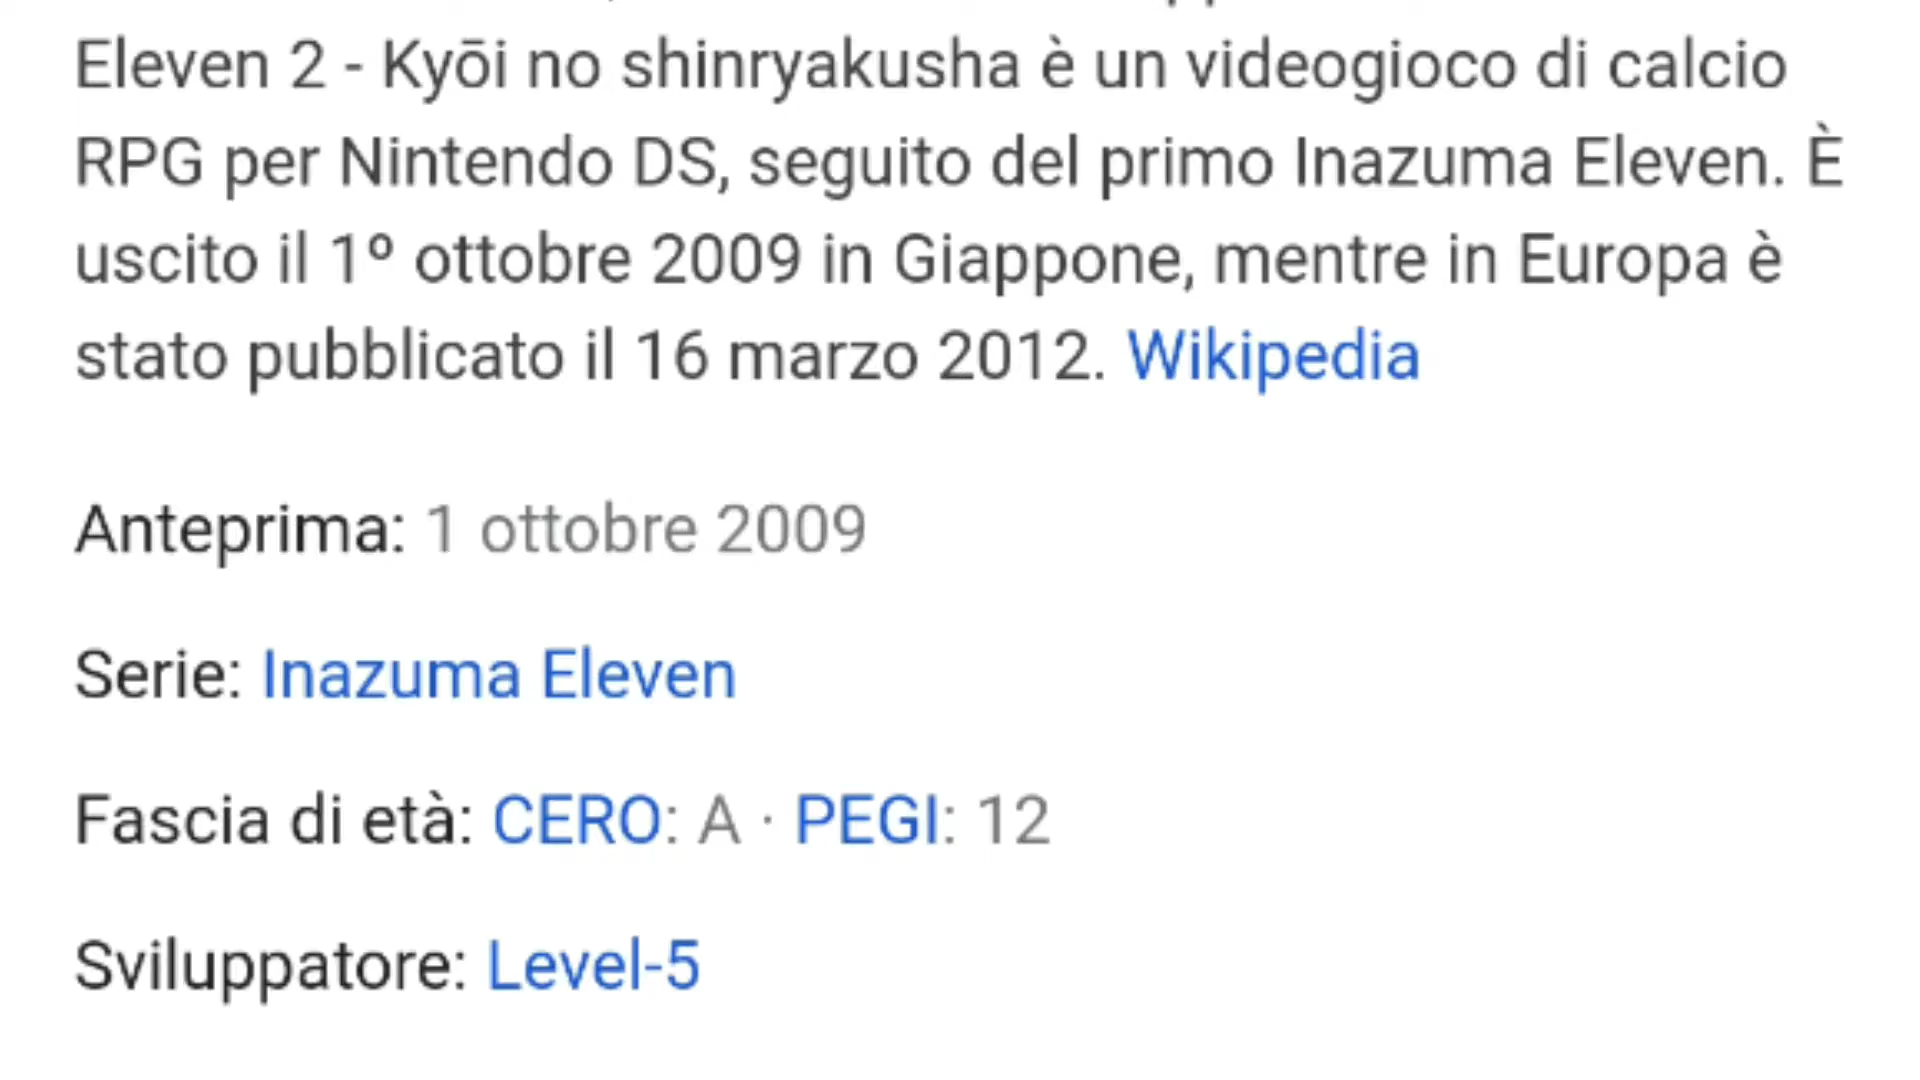 Eleven 2 - Kyōi no shinryakusha è un videogioco di calcio
RPG per Nintendo DS, seguito del primo Inazuma Eleven. È
uscito il 1º ottobre 2009 in Giappone, mentre in Europa è
stato pubblicato il 16 marzo 2012. Wikipedia
Anteprima: 1 ottobre 2009
Serie: Inazuma Eleven
Fascia di età: CERO: A · PEGI: 12
Sviluppatore: Level-5